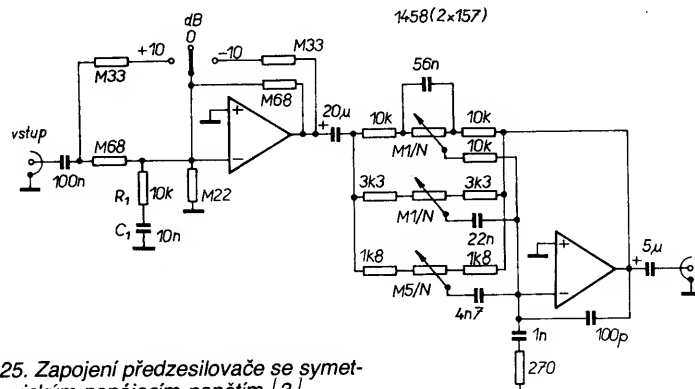 1458(2×157)
dB
0
+10
-10
M33
M33
M68
56n
20µ
+
10k
10k
vstup
M68
+
-
M1/N
10k
100n
R1
10k
M22
3k3
3k3
M1/N
C1
10n
22n
+
5µ
+
1k8
1k8
M5/N
-
4n7
1n
100p
270
25. Zapojení předzesilovače se symet-